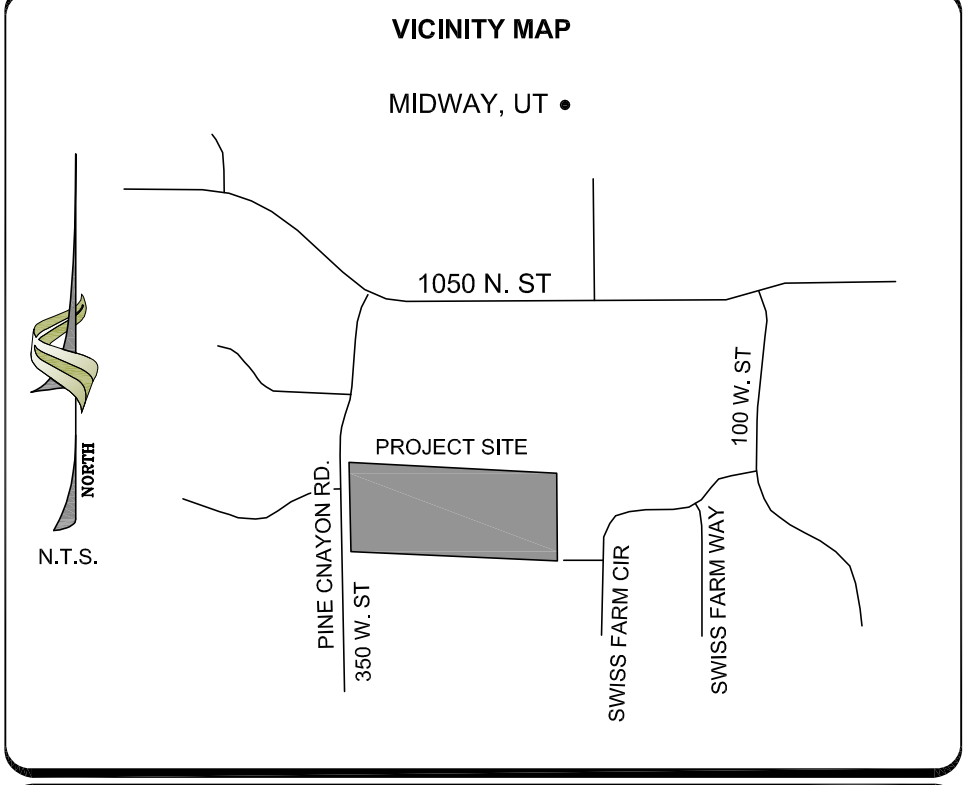 VICINITY MAP
MIDWAY, UT
1050 N. ST
100 W. ST
PROJECT SITE
NORTH
N.T.S.
PINE CNAYON RD.
350 W. ST
SWISS FARM CIR
SWISS FARM WAY